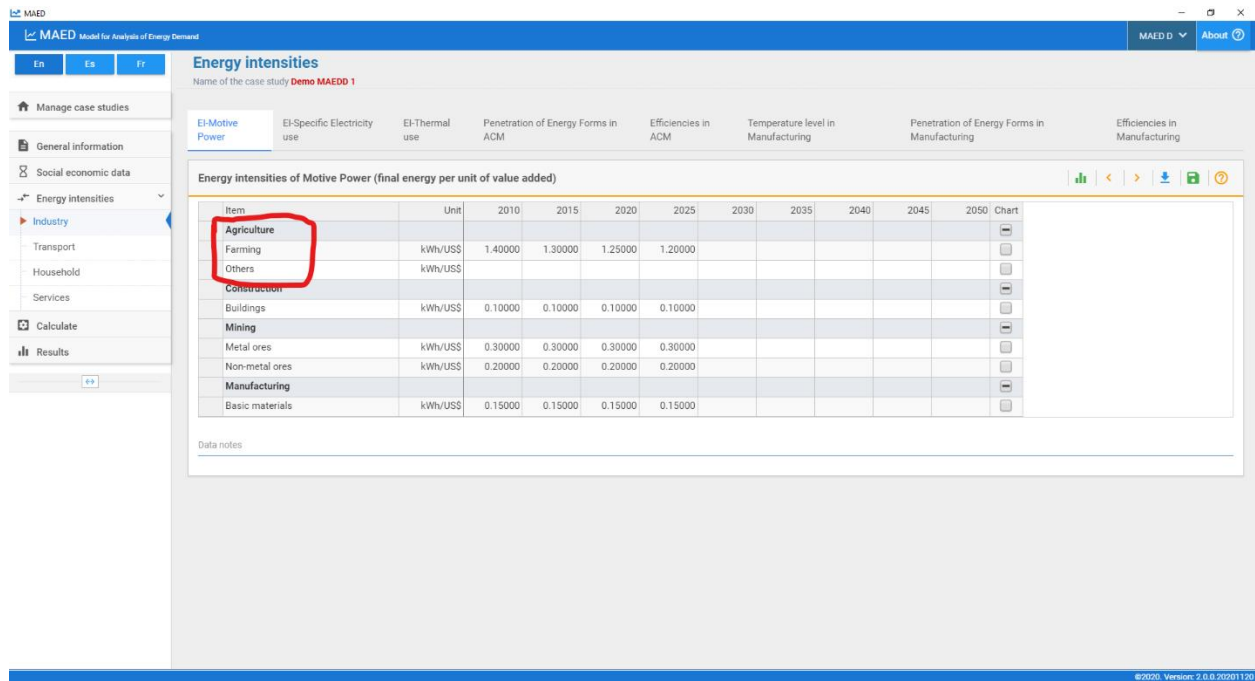 MAED
MAED Model for Analysis of Energy Demand
MAED D
About
En Es Fr
Manage case studies
General information
Social economic data
Energy intensities
Industry
Transport
Household
Services
Calculate
Results
Energy intensities
Name of the case study Demo MAEDD 1
EI-Motive Power
EI-Specific Electricity use
EI-Thermal use
Penetration of Energy Forms in ACM
Efficiencies in ACM
Temperature level in Manufacturing
Penetration of Energy Forms in Manufacturing
Efficiencies in Manufacturing
Energy intensities of Motive Power (final energy per unit of value added)
Item Unit 2010 2015 2020 2025 2030 2035 2040 2045 2050 Chart
Agriculture
Farming kWh/US$ 1.40000 1.30000 1.25000 1.20000
Others kWh/US$
Construction
Buildings kWh/US$ 0.10000 0.10000 0.10000 0.10000
Mining
Metal ores kWh/US$ 0.30000 0.30000 0.30000 0.30000
Non-metal ores kWh/US$ 0.20000 0.20000 0.20000 0.20000
Manufacturing
Basic materials kWh/US$ 0.15000 0.15000 0.15000 0.15000
Data notes
©2020. Version: 2.0.0.20201120